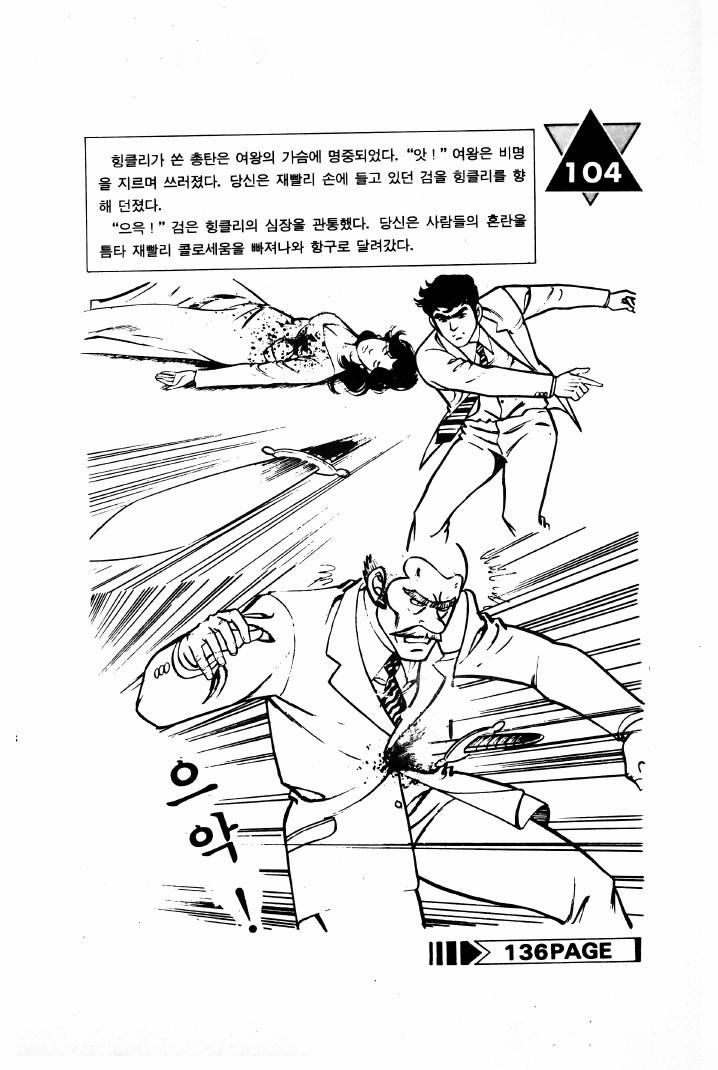 힝클리가 쏜 총탄은 여왕의 가슴에 명중되었다. “앗!” 여왕은 비명
을 지르며 쓰러졌다. 당신은 재빨리 손에 들고 있던 검을 힝클리를 향
해 던졌다.
“으윽!” 검은 힝클리의 심장을 관통했다. 당신은 사람들의 혼란을
틈타 재빨리 콜로세움을 빠져나와 항구로 달려갔다.
104
으
악
!
136PAGE